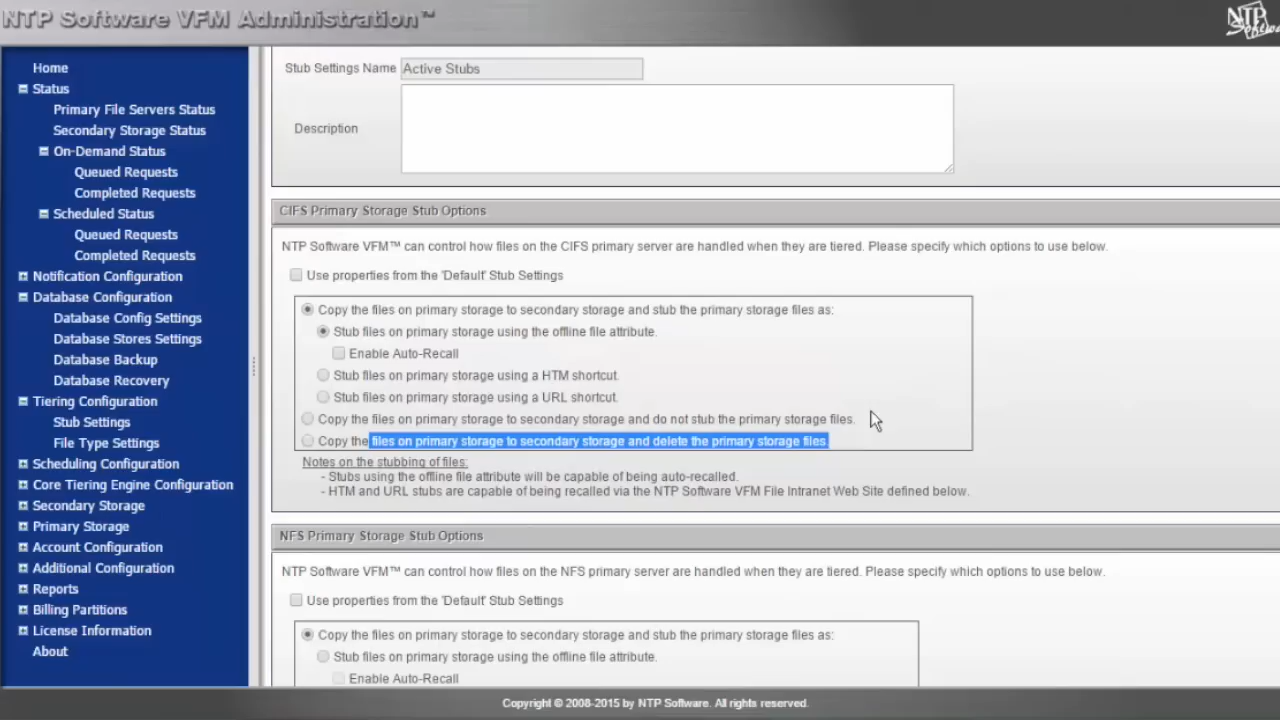 NTP Software VFM Administration™
NTP
Software
Home
Status
Primary File Servers Status
Secondary Storage Status
On-Demand Status
Queued Requests
Completed Requests
Scheduled Status
Queued Requests
Completed Requests
Notification Configuration
Database Configuration
Database Config Settings
Database Stores Settings
Database Backup
Database Recovery
Tiering Configuration
Stub Settings
File Type Settings
Scheduling Configuration
Core Tiering Engine Configuration
Secondary Storage
Primary Storage
Account Configuration
Additional Configuration
Reports
Billing Partitions
License Information
About
Stub Settings Name Active Stubs
Description
CIFS Primary Storage Stub Options
NTP Software VFM™ can control how files on the CIFS primary server are handled when they are tiered. Please specify which options to use below.
Use properties from the 'Default' Stub Settings
Copy the files on primary storage to secondary storage and stub the primary storage files as:
Stub files on primary storage using the offline file attribute.
Enable Auto-Recall
Stub files on primary storage using a HTM shortcut.
Stub files on primary storage using a URL shortcut.
Copy the files on primary storage to secondary storage and do not stub the primary storage files.
Copy the files on primary storage to secondary storage and delete the primary storage files.
Notes on the stubbing of files:
- Stubs using the offline file attribute will be capable of being auto-recalled.
- HTM and URL stubs are capable of being recalled via the NTP Software VFM File Intranet Web Site defined below.
NFS Primary Storage Stub Options
NTP Software VFM™ can control how files on the NFS primary server are handled when they are tiered. Please specify which options to use below.
Use properties from the 'Default' Stub Settings
Copy the files on primary storage to secondary storage and stub the primary storage files as:
Stub files on primary storage using the offline file attribute.
Enable Auto-Recall
Copyright © 2008-2015 by NTP Software. All rights reserved.